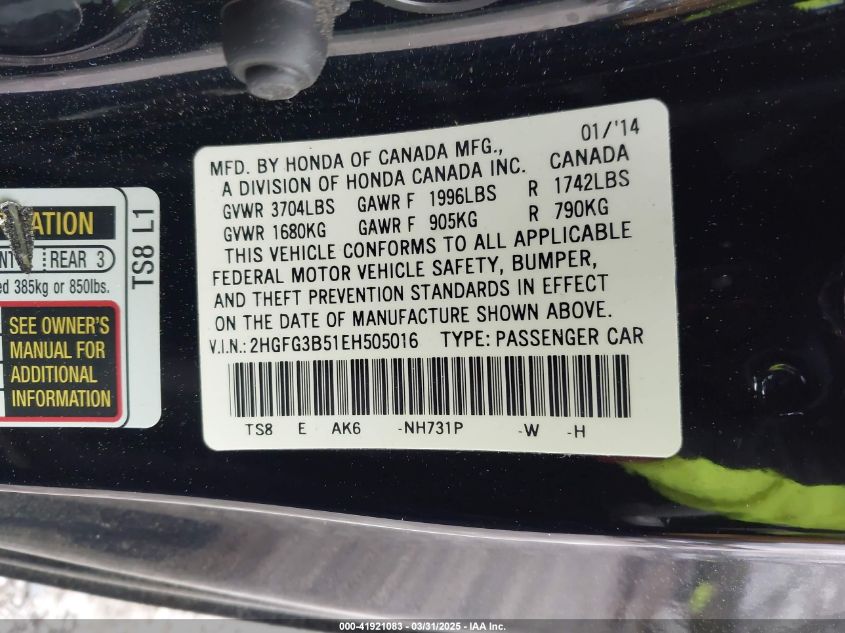 01/'14
MFD. BY HONDA OF CANADA MFG.,
A DIVISION OF HONDA CANADA INC. CANADA
GVWR 3704LBS GAWR F 1996LBS R 1742LBS
GVWR 1680KG GAWR F 905KG R 790KG
THIS VEHICLE CONFORMS TO ALL APPLICABLE
FEDERAL MOTOR VEHICLE SAFETY, BUMPER,
AND THEFT PREVENTION STANDARDS IN EFFECT
ON THE DATE OF MANUFACTURE SHOWN ABOVE.
V.I.N.: 2HGFG3B51EH505016 TYPE: PASSENGER CAR
TS8 E AK6 -NH731P -W -H
REAR 3
385kg or 850lbs.
SEE OWNER'S
MANUAL FOR
ADDITIONAL
INFORMATION
TS8 L1
000-41921083 - 03/31/2025 - IAA Inc.